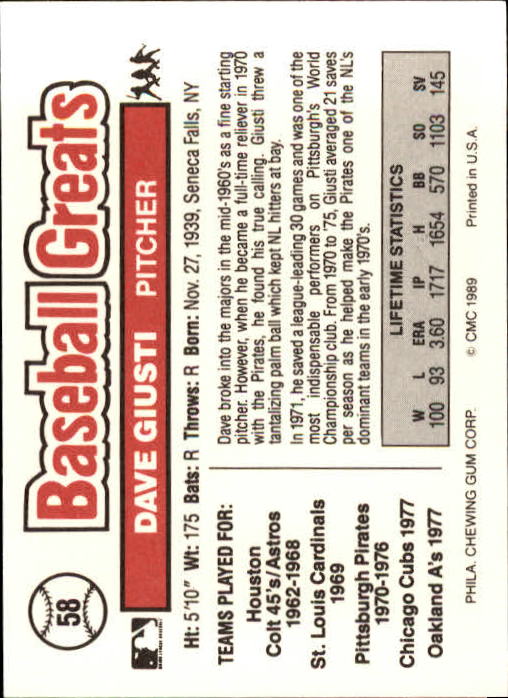 58
Baseball Greats
DAVE GIUSTI PITCHER
Ht: 5'10" Wt: 175 Bats: R Throws: R Born: Nov. 27, 1939, Seneca Falls, NY
TEAMS PLAYED FOR:
Houston
Colt 45's/Astros
1962-1968
St. Louis Cardinals
1969
Pittsburgh Pirates
1970-1976
Chicago Cubs 1977
Oakland A's 1977
Dave broke into the majors in the mid-1960's as a fine starting
pitcher. However, when he became a full-time reliever in 1970
with the Pirates, he found his true calling. Giusti threw a
tantalizing palm ball which kept NL hitters at bay.
In 1971, he saved a league-leading 30 games and was one of the
most indispensable performers on Pittsburgh's World
Championship club. From 1970 to '75, Giusti averaged 21 saves
per season as he helped make the Pirates one of the NL's
dominant teams in the early 1970's.
LIFETIME STATISTICS
W L ERA IP H BB SO SV
100 93 3.60 1717 1654 570 1103 145
PHILA. CHEWING GUM CORP. © CMC 1989 Printed in U.S.A.